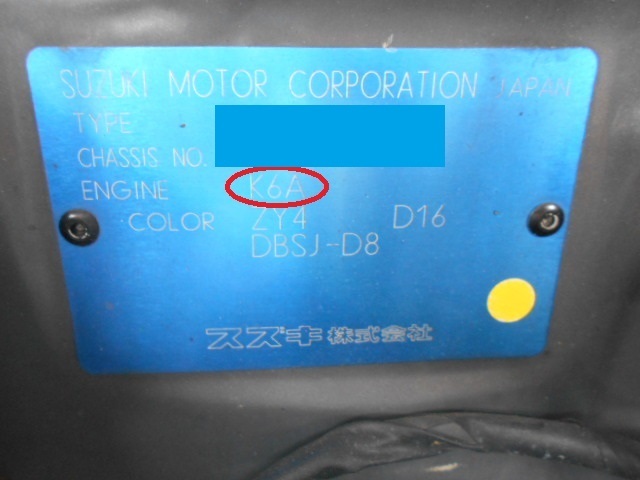 SUZUKI MOTOR CORPORATION JAPAN
TYPE
CHASSIS NO.
ENGINE K6A
COLOR ZY4 D16
DBSJ-D8
スズキ株式会社